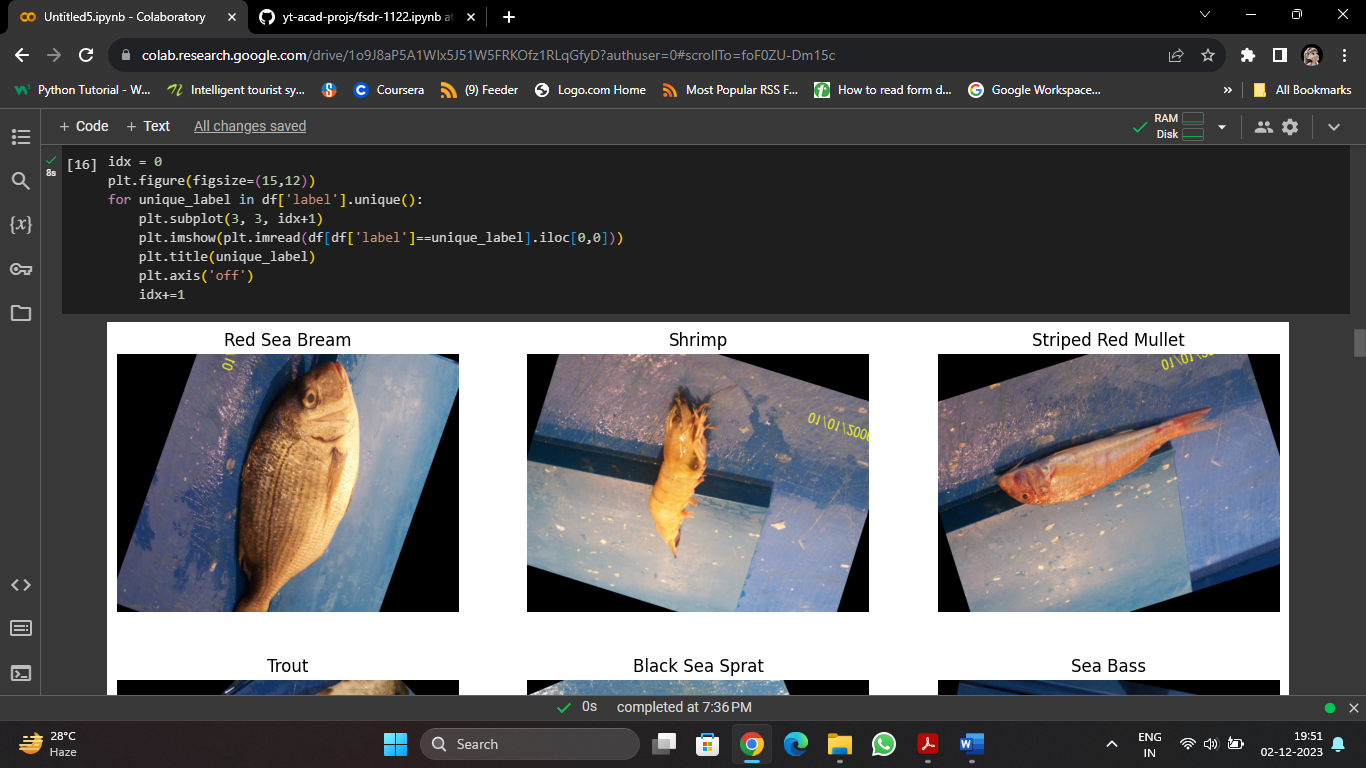 Untitled5.ipynb - Colaboratory
yt-acad-projs/fsdr-1122.ipynb at
colab.research.google.com/drive/1o9J8aP5A1Wlx5J51W5FRKOfz1RLqGfyD?authuser=0#scrollTo=foF0ZU-Dm15c
Python Tutorial - W... Intelligent tourist sy... Coursera (9) Feeder Logo.com Home Most Popular RSS F... How to read form d... Google Workspace... » All Bookmarks
+ Code + Text All changes saved
RAM
Disk
8s
[16] idx = 0
plt.figure(figsize=(15,12))
for unique_label in df['label'].unique():
    plt.subplot(3, 3, idx+1)
    plt.imshow(plt.imread(df[df['label']==unique_label].iloc[0,0]))
    plt.title(unique_label)
    plt.axis('off')
    idx+=1
{x}
Red Sea Bream Shrimp Striped Red Mullet
01/01/200
01/01/
Trout Black Sea Sprat Sea Bass
0s completed at 7:36 PM
28°C
Haze
Search
ENG
IN
19:51
02-12-2023